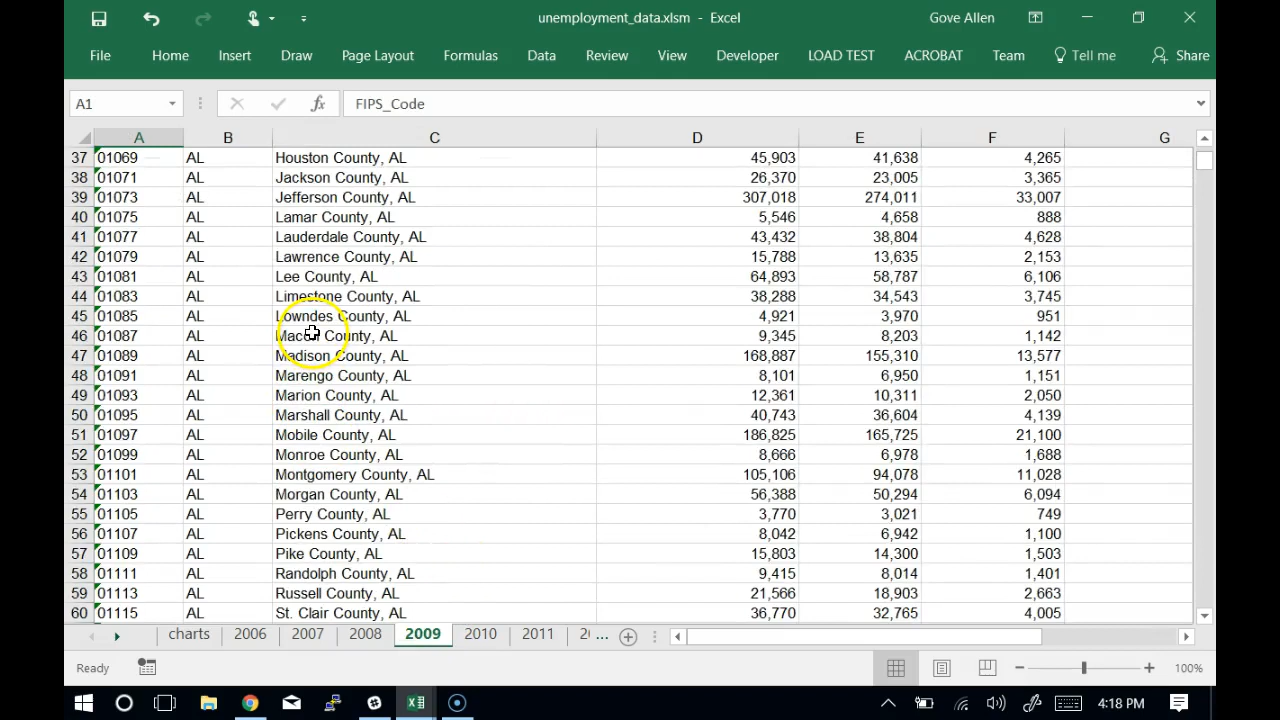 unemployment_data.xlsm - Excel
Gove Allen
File Home Insert Draw Page Layout Formulas Data Review View Developer LOAD TEST ACROBAT Team Tell me Share
A1 fx FIPS_Code
A B C D E F G
37 01069 AL Houston County, AL 45,903 41,638 4,265
38 01071 AL Jackson County, AL 26,370 23,005 3,365
39 01073 AL Jefferson County, AL 307,018 274,011 33,007
40 01075 AL Lamar County, AL 5,546 4,658 888
41 01077 AL Lauderdale County, AL 43,432 38,804 4,628
42 01079 AL Lawrence County, AL 15,788 13,635 2,153
43 01081 AL Lee County, AL 64,893 58,787 6,106
44 01083 AL Limestone County, AL 38,288 34,543 3,745
45 01085 AL Lowndes County, AL 4,921 3,970 951
46 01087 AL Macon County, AL 9,345 8,203 1,142
47 01089 AL Madison County, AL 168,887 155,310 13,577
48 01091 AL Marengo County, AL 8,101 6,950 1,151
49 01093 AL Marion County, AL 12,361 10,311 2,050
50 01095 AL Marshall County, AL 40,743 36,604 4,139
51 01097 AL Mobile County, AL 186,825 165,725 21,100
52 01099 AL Monroe County, AL 8,666 6,978 1,688
53 01101 AL Montgomery County, AL 105,106 94,078 11,028
54 01103 AL Morgan County, AL 56,388 50,294 6,094
55 01105 AL Perry County, AL 3,770 3,021 749
56 01107 AL Pickens County, AL 8,042 6,942 1,100
57 01109 AL Pike County, AL 15,803 14,300 1,503
58 01111 AL Randolph County, AL 9,415 8,014 1,401
59 01113 AL Russell County, AL 21,566 18,903 2,663
60 01115 AL St. Clair County, AL 36,770 32,765 4,005
charts 2006 2007 2008 2009 2010 2011 2 ...
Ready 100%
4:18 PM